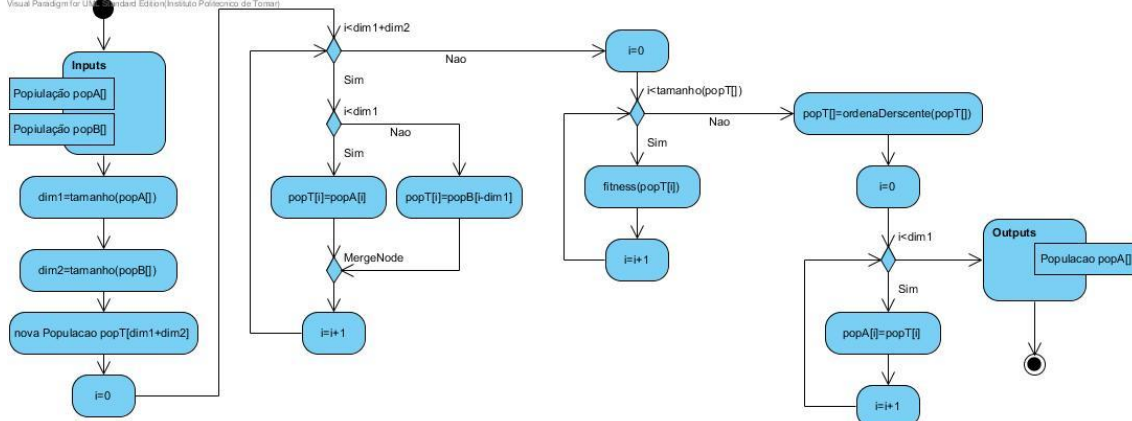 Visual Paradigm for UML Standard Edition(Instituto Politecnico de Tomar)
Inputs
Popiulação popA[]
Popiulação popB[]
dim1=tamanho(popA[])
dim2=tamanho(popB[])
nova Populacao popT[dim1+dim2]
i=0
i<dim1+dim2
Nao
Sim
i<dim1
Nao
Sim
popT[i]=popA[i]
popT[i]=popB[i-dim1]
MergeNode
i=i+1
i=0
i<tamanho(popT[])
Nao
Sim
fitness(popT[i])
i=i+1
popT[]=ordenaDerscente(popT[])
i=0
i<dim1
Sim
popA[i]=popT[i]
i=i+1
Outputs
Populacao popA[]